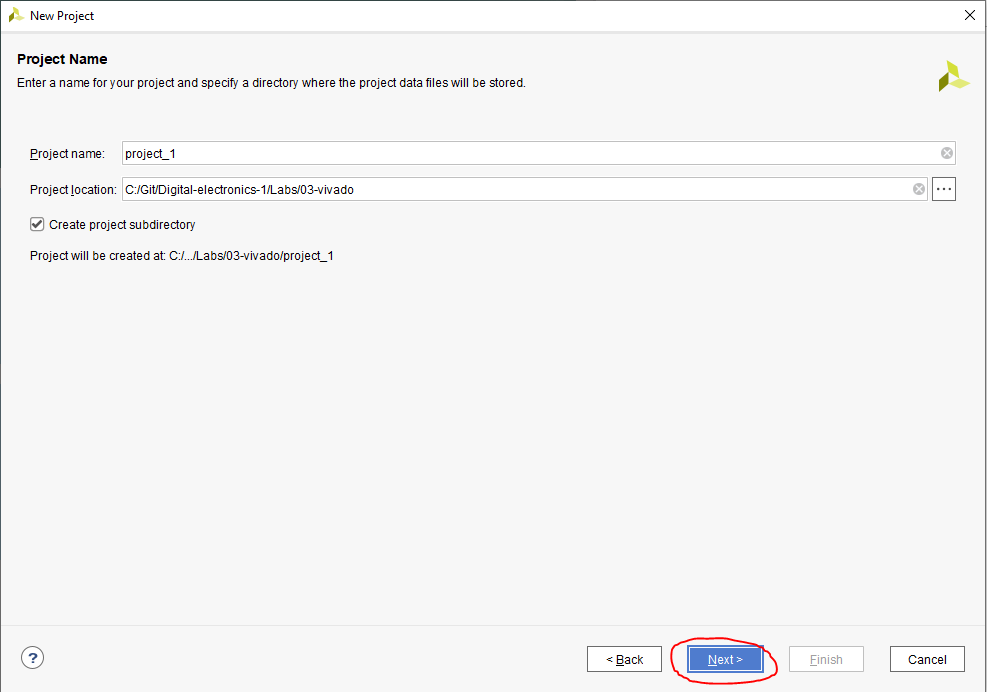 New Project
Project Name
Enter a name for your project and specify a directory where the project data files will be stored.
Project name: project_1
Project location: C:/Git/Digital-electronics-1/Labs/03-vivado ...
Create project subdirectory
Project will be created at: C:/.../Labs/03-vivado/project_1
? < Back Next > Finish Cancel